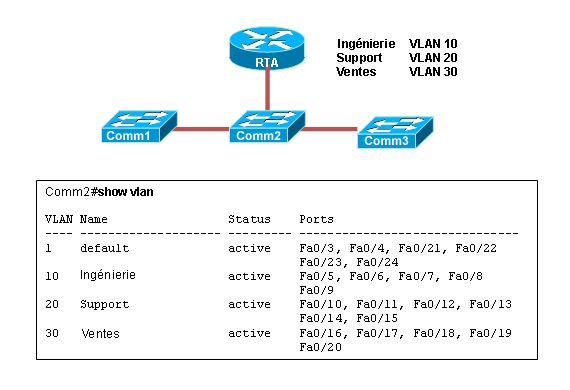 Ingénierie VLAN 10
Support VLAN 20
Ventes VLAN 30
RTA
Comm1
Comm2
Comm3
Comm2#show vlan
VLAN Name Status Ports
---- -------------------- --------- -------------------------------
1 default active Fa0/3, Fa0/4, Fa0/21, Fa0/22
Fa0/23, Fa0/24
10 Ingénierie active Fa0/5, Fa0/6, Fa0/7, Fa0/8
Fa0/9
20 Support active Fa0/10, Fa0/11, Fa0/12, Fa0/13
Fa0/14, Fa0/15
30 Ventes active Fa0/16, Fa0/17, Fa0/18, Fa0/19
Fa0/20